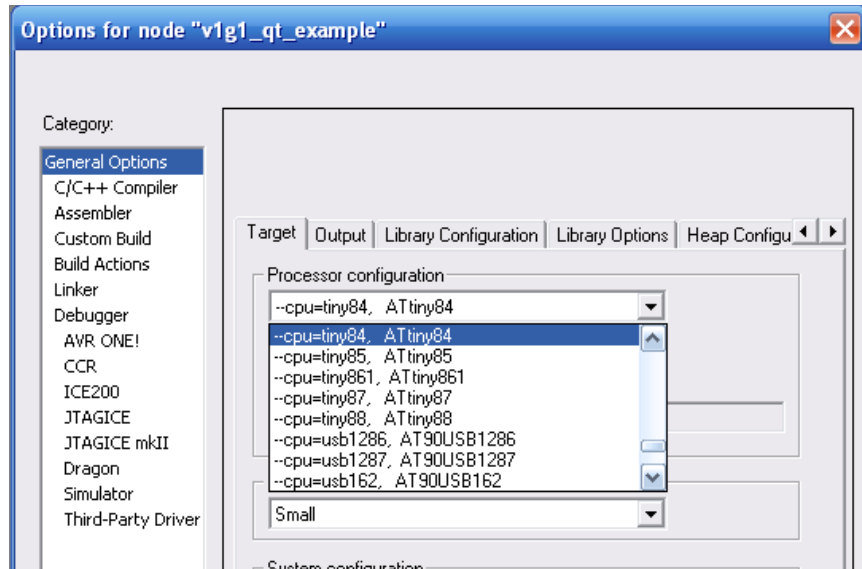 Options for node "v1g1_qt_example"
Category:
General Options
C/C++ Compiler
Assembler
Custom Build
Build Actions
Linker
Debugger
AVR ONE!
CCR
ICE200
JTAGICE
JTAGICE mkII
Dragon
Simulator
Third-Party Driver
Target Output Library Configuration Library Options Heap Configu
Processor configuration
--cpu=tiny84, ATtiny84
--cpu=tiny84, ATtiny84
--cpu=tiny85, ATtiny85
--cpu=tiny861, ATtiny861
--cpu=tiny87, ATtiny87
--cpu=tiny88, ATtiny88
--cpu=usb1286, AT90USB1286
--cpu=usb1287, AT90USB1287
--cpu=usb162, AT90USB162
Small
System configuration